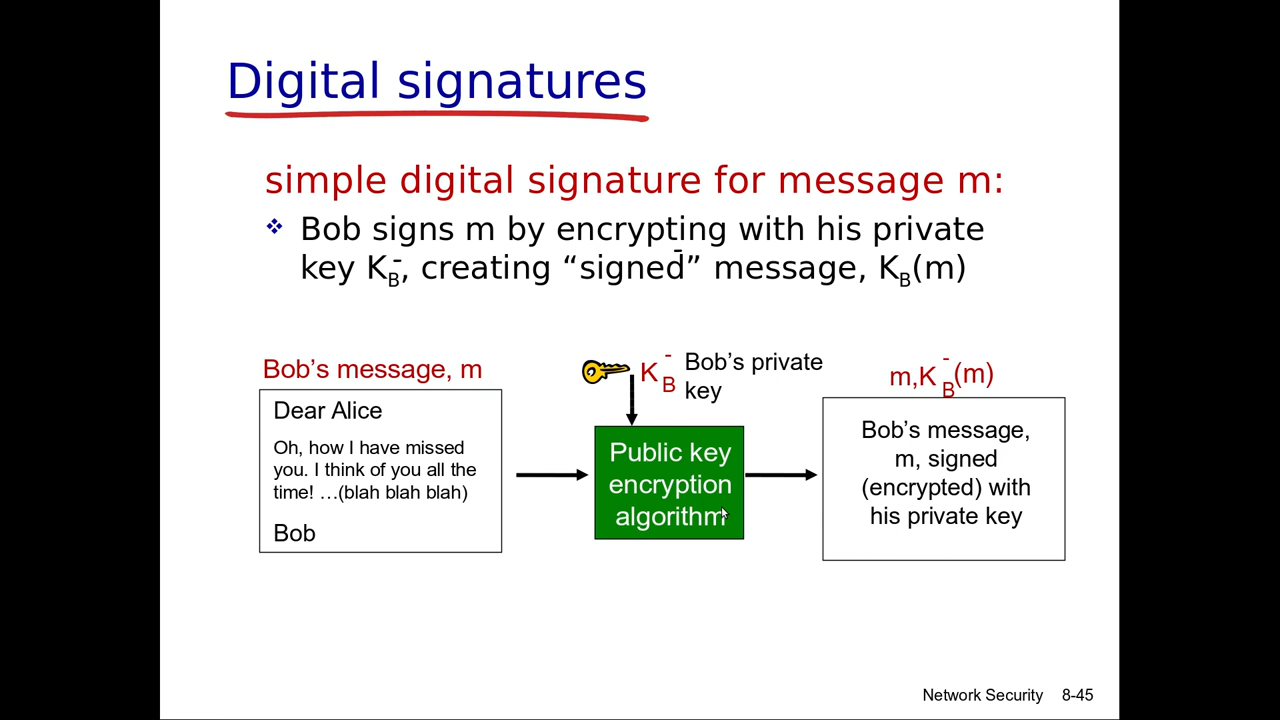 Digital signatures
simple digital signature for message m:
❖ Bob signs m by encrypting with his private
key K⁻B, creating “signed” message, K⁻B(m)
Bob’s message, m
Dear Alice
Oh, how I have missed
you. I think of you all the
time! …(blah blah blah)
Bob
K⁻B
Bob’s private
key
Public key
encryption
algorithm
m,K⁻B(m)
Bob’s message,
m, signed
(encrypted) with
his private key
Network Security 8-45